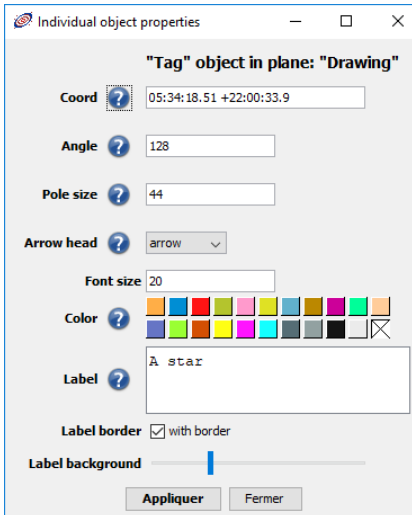 Individual object properties
"Tag" object in plane: "Drawing"
Coord ? 05:34:18.51 +22:00:33.9
Angle ? 128
Pole size ? 44
Arrow head ? arrow
Font size 20
Color ?
Label ? A star
Label border with border
Label background
Appliquer Fermer